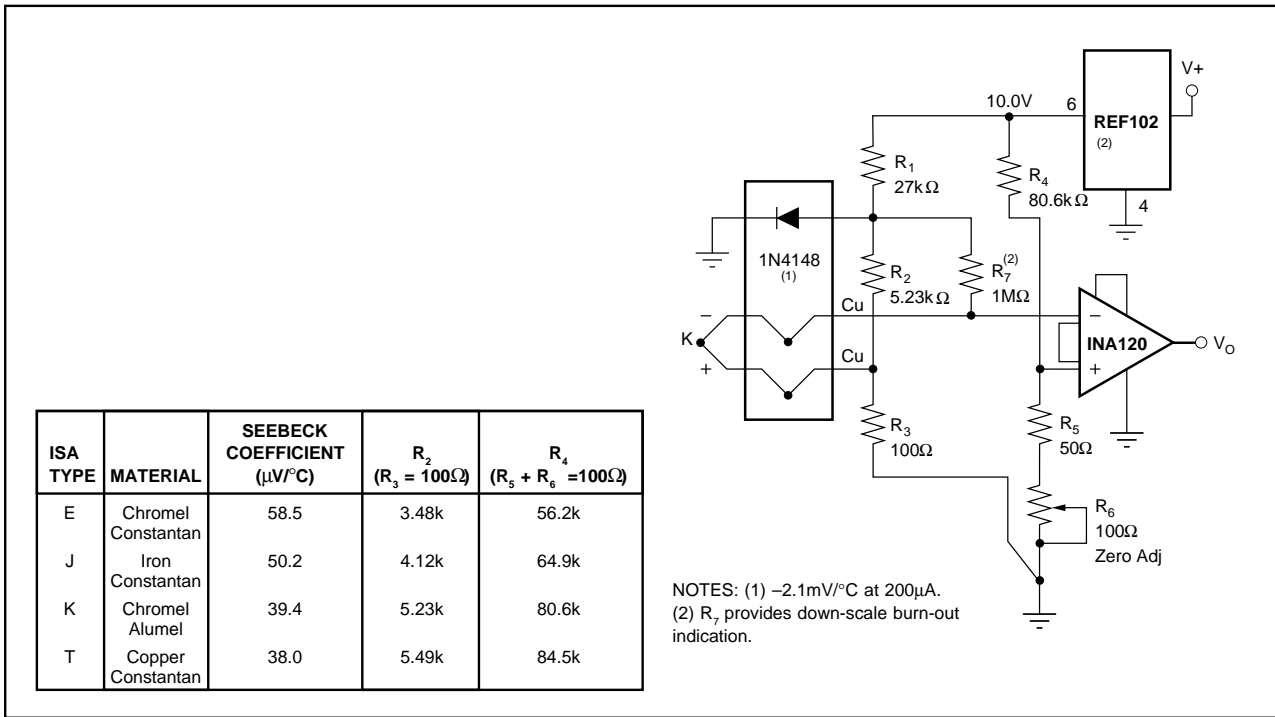 V+
10.0V
6
REF102
(2)
4
R1
27kΩ
R4
80.6kΩ
1N4148
(1)
R2
5.23kΩ
R7(2)
1MΩ
Cu
–
K
+
Cu
–
INA120
+
VO
R3
100Ω
R5
50Ω
R6
100Ω
Zero Adj
ISA TYPE MATERIAL SEEBECK COEFFICIENT (µV/°C) R2 (R3 = 100Ω) R4 (R5 + R6 =100Ω)
E Chromel Constantan 58.5 3.48k 56.2k
J Iron Constantan 50.2 4.12k 64.9k
K Chromel Alumel 39.4 5.23k 80.6k
T Copper Constantan 38.0 5.49k 84.5k
NOTES: (1) –2.1mV/°C at 200µA.
(2) R7 provides down-scale burn-out
indication.